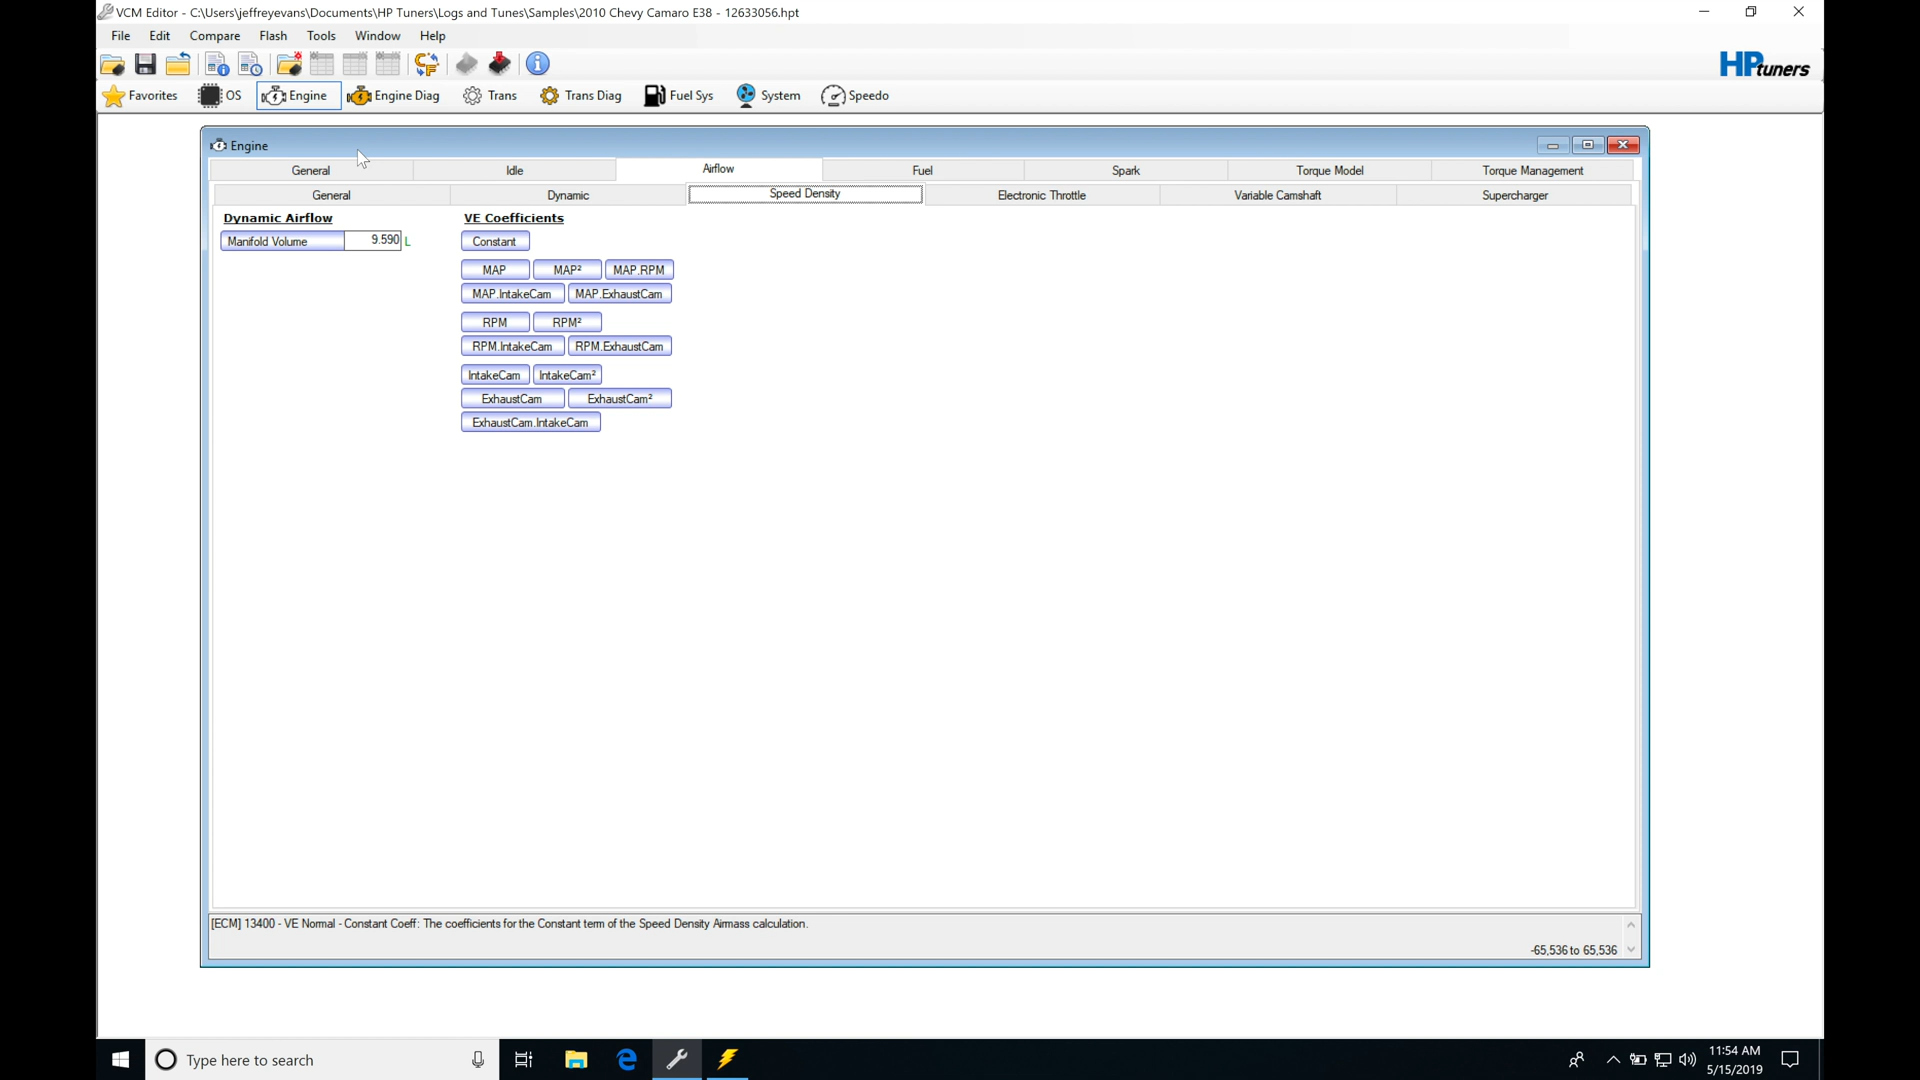 VCM Editor - C:\Users\jeffreyevans\Documents\HP Tuners\Logs and Tunes\Samples\2010 Chevy Camaro E38 - 12633056.hpt
File Edit Compare Flash Tools Window Help
HPtuners
Favorites OS Engine Engine Diag Trans Trans Diag Fuel Sys System Speedo
Engine
General Idle Airflow Fuel Spark Torque Model Torque Management
General Dynamic Speed Density Electronic Throttle Variable Camshaft Supercharger
Dynamic Airflow VE Coefficients
Manifold Volume 9.590 L Constant
MAP MAP² MAP.RPM
MAP.IntakeCam MAP.ExhaustCam
RPM RPM²
RPM.IntakeCam RPM.ExhaustCam
IntakeCam IntakeCam²
ExhaustCam ExhaustCam²
ExhaustCam.IntakeCam
[ECM] 13400 - VE Normal - Constant Coeff: The coefficients for the Constant term of the Speed Density Airmass calculation.
-65,536 to 65,536
Type here to search
11:54 AM
5/15/2019